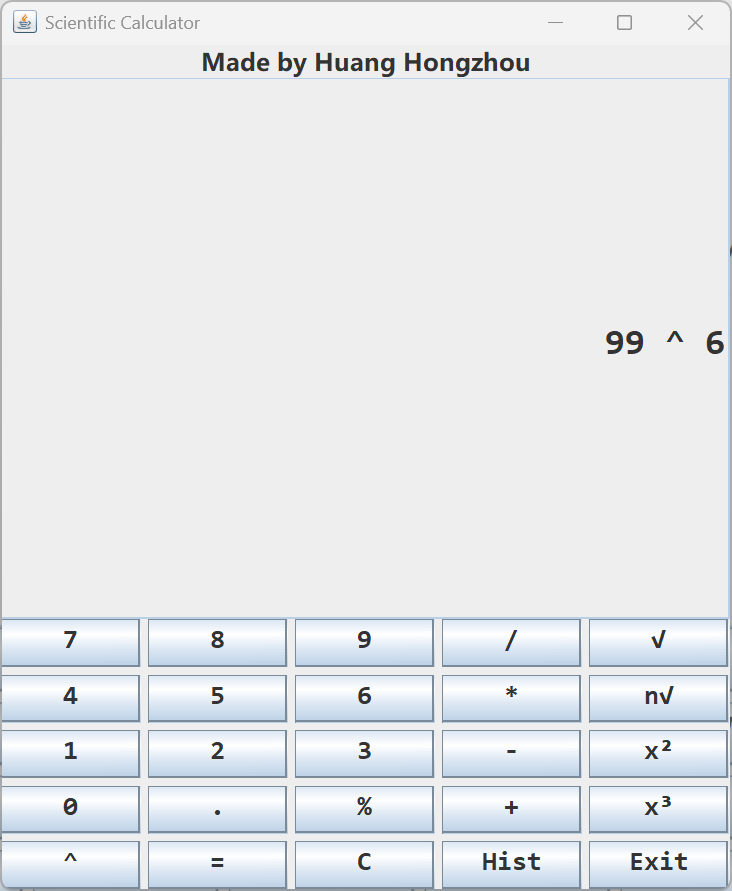 Scientific Calculator
Made by Huang Hongzhou
99 ^ 6
7 8 9 / √
4 5 6 * n√
1 2 3 - x²
0 . % + x³
^ = C Hist Exit